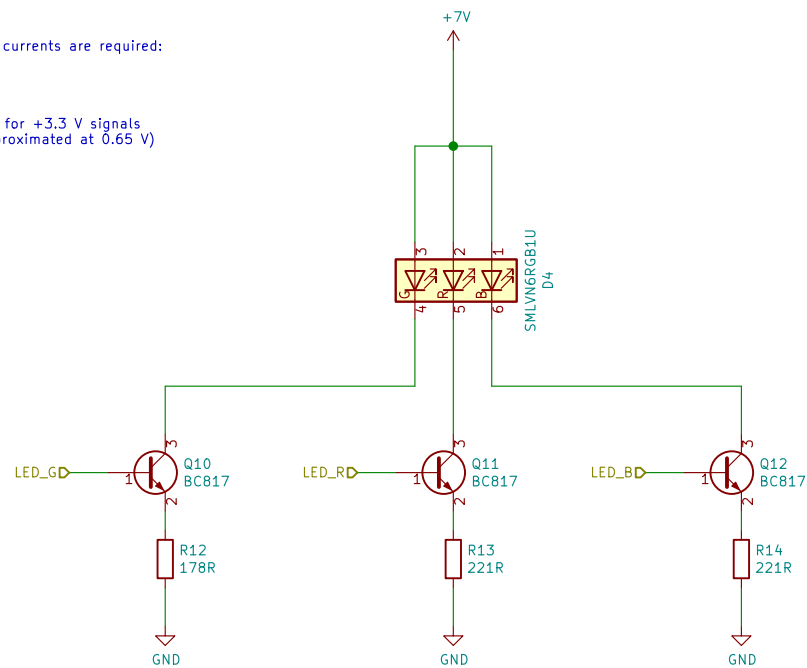 +7V
currents are required:
for +3.3 V signals
roximated at 0.65 V)
3
2
1
G
R
B
4
5
6
SMLVN6RGB1U
D4
LED_G
1
3
2
Q10
BC817
LED_R
1
3
2
Q11
BC817
LED_B
1
3
2
Q12
BC817
R12
178R
R13
221R
R14
221R
GND
GND
GND